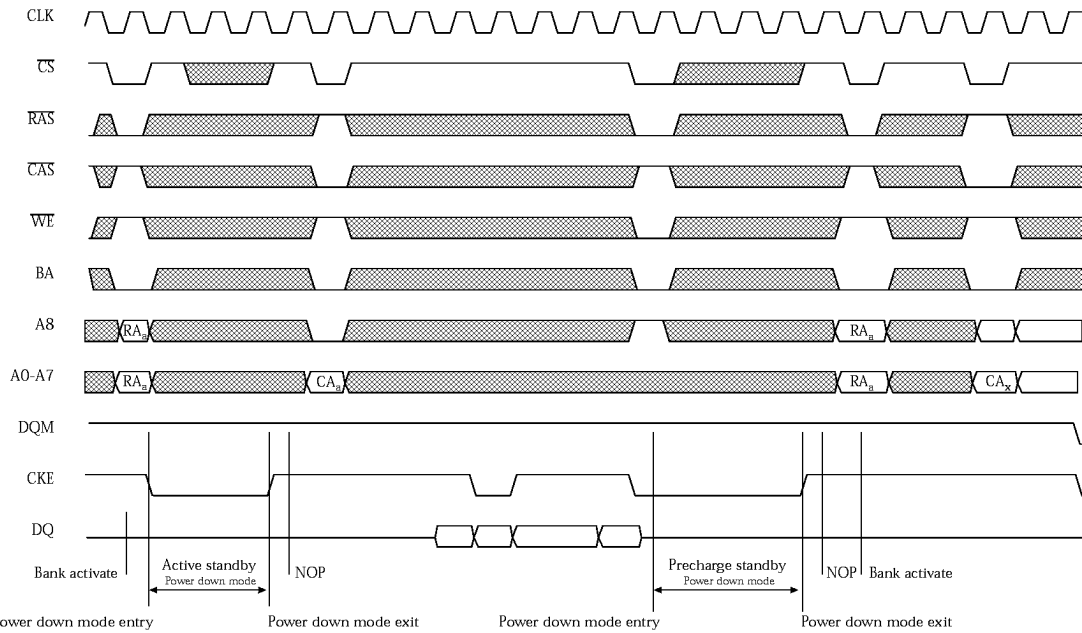 CLK
CS
RAS
CAS
WE
BA
A8 RAa RAa
A0-A7 RAa CAa RAa CAx
DQM
CKE
DQ
Bank activate Active standby NOP Precharge standby NOP Bank activate
Power down mode Power down mode
ower down mode entry Power down mode exit Power down mode entry Power down mode exit